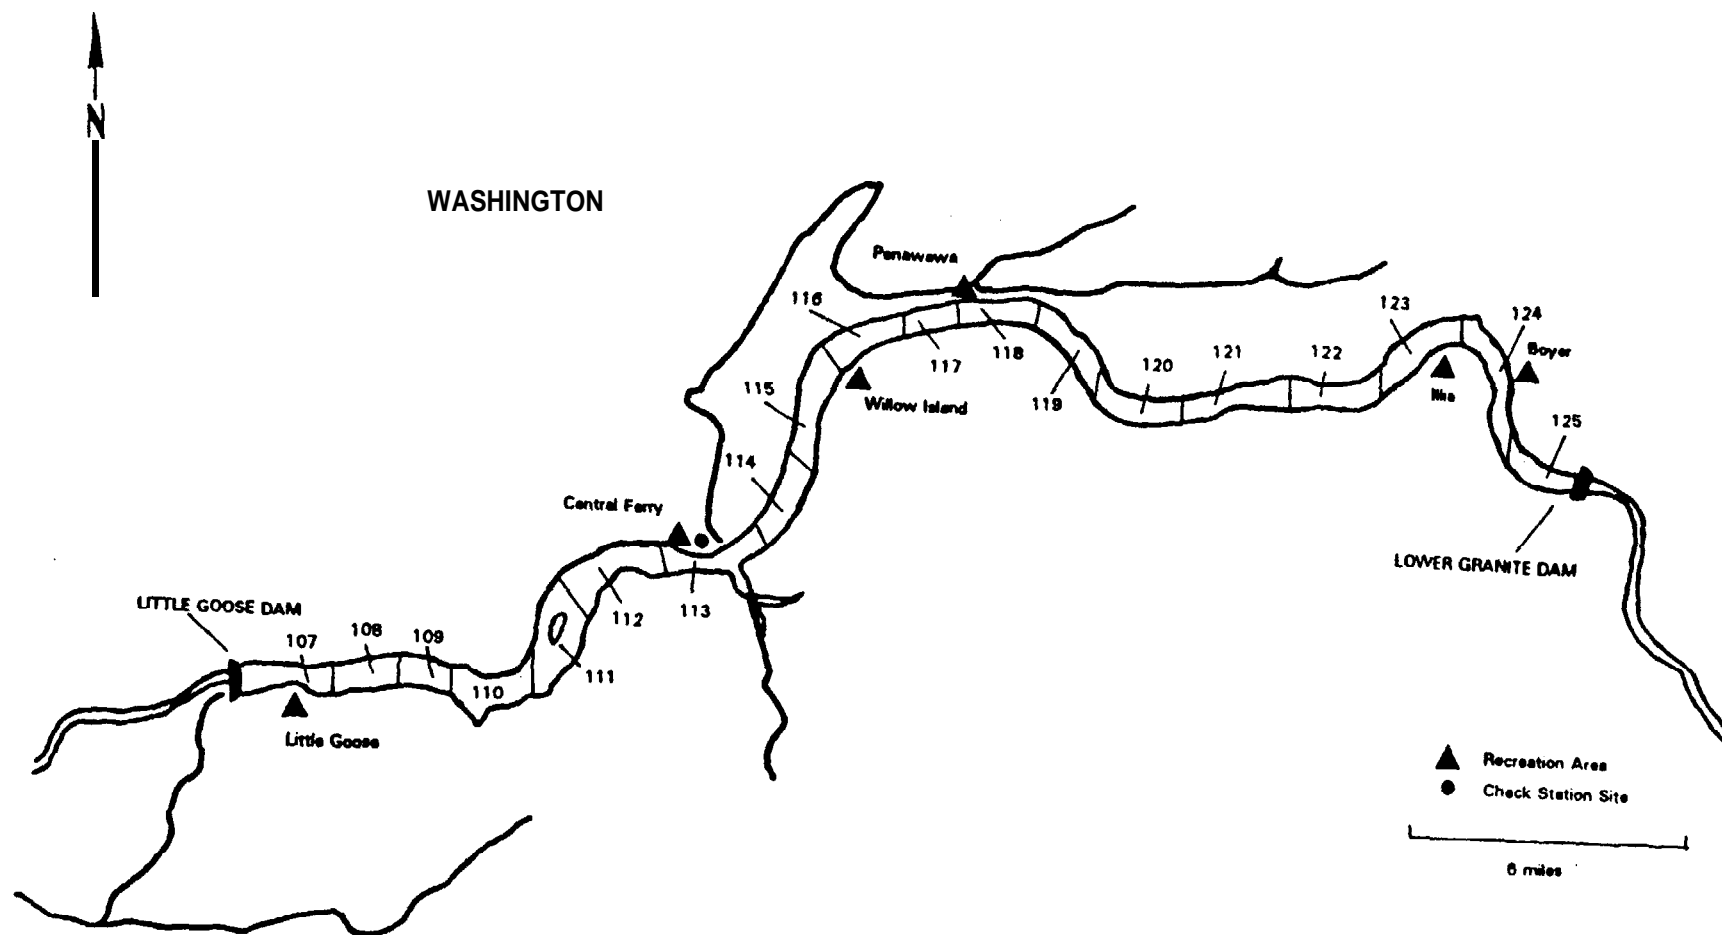 N
WASHINGTON
Penawawa
116
117
118
119
120
121
122
123
124
Boyer
Illia
125
115
Willow Island
114
Central Ferry
LOWER GRANITE DAM
113
112
111
LITTLE GOOSE DAM
107
108
109
110
Little Goose
Recreation Area
Check Station Site
6 miles